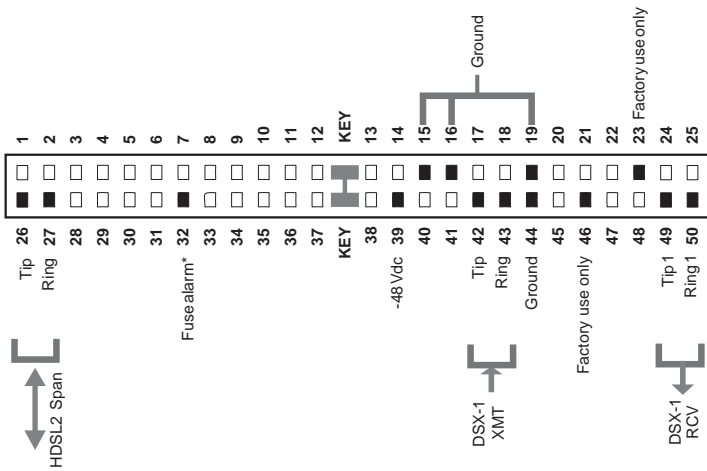 HDSL2 Span
Tip 26 1
Ring 27 2
28 3
29 4
30 5
31 6
Fuse alarm* 32 7
33 8
34 9
35 10
36 11
37 12
KEY KEY
38 13
-48 Vdc 39 14
40 15
41 16
Ground
DSX-1
XMT
Tip 42 17
Ring 43 18
Ground 44 19
45 20
Factory use only 46 21
47 22
48 23 Factory use only
DSX-1
RCV
Tip 1 49 24
Ring 1 50 25